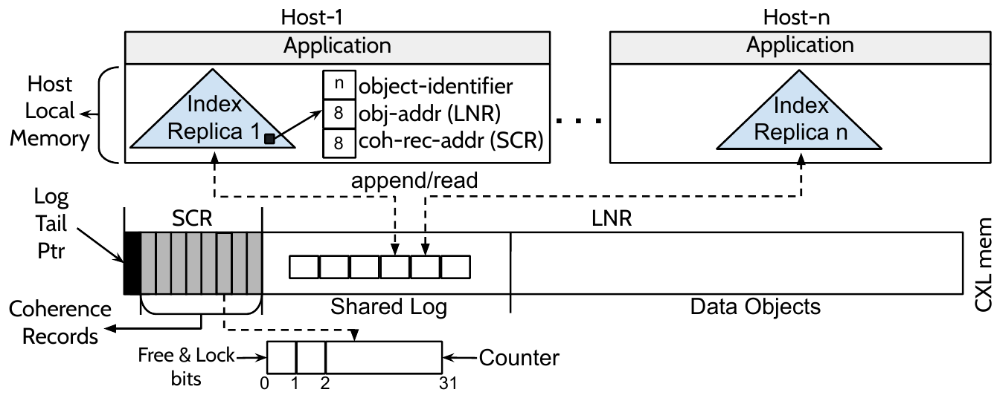 Host-1
Host-n
Application
Application
Host
Local
Memory
Index
Replica 1
n
object-identifier
8
obj-addr (LNR)
8
coh-rec-addr (SCR)
. . .
Index
Replica n
append/read
Log
Tail
Ptr
SCR
LNR
CXL mem
Coherence
Records
Shared Log
Data Objects
Free & Lock
bits
Counter
0 1 2 31